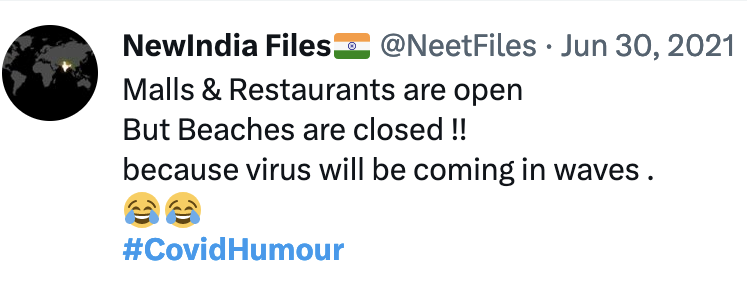 NewIndia Files🇮🇳 @NeetFiles · Jun 30, 2021
Malls & Restaurants are open
But Beaches are closed !!
because virus will be coming in waves .
😂😂
#CovidHumour